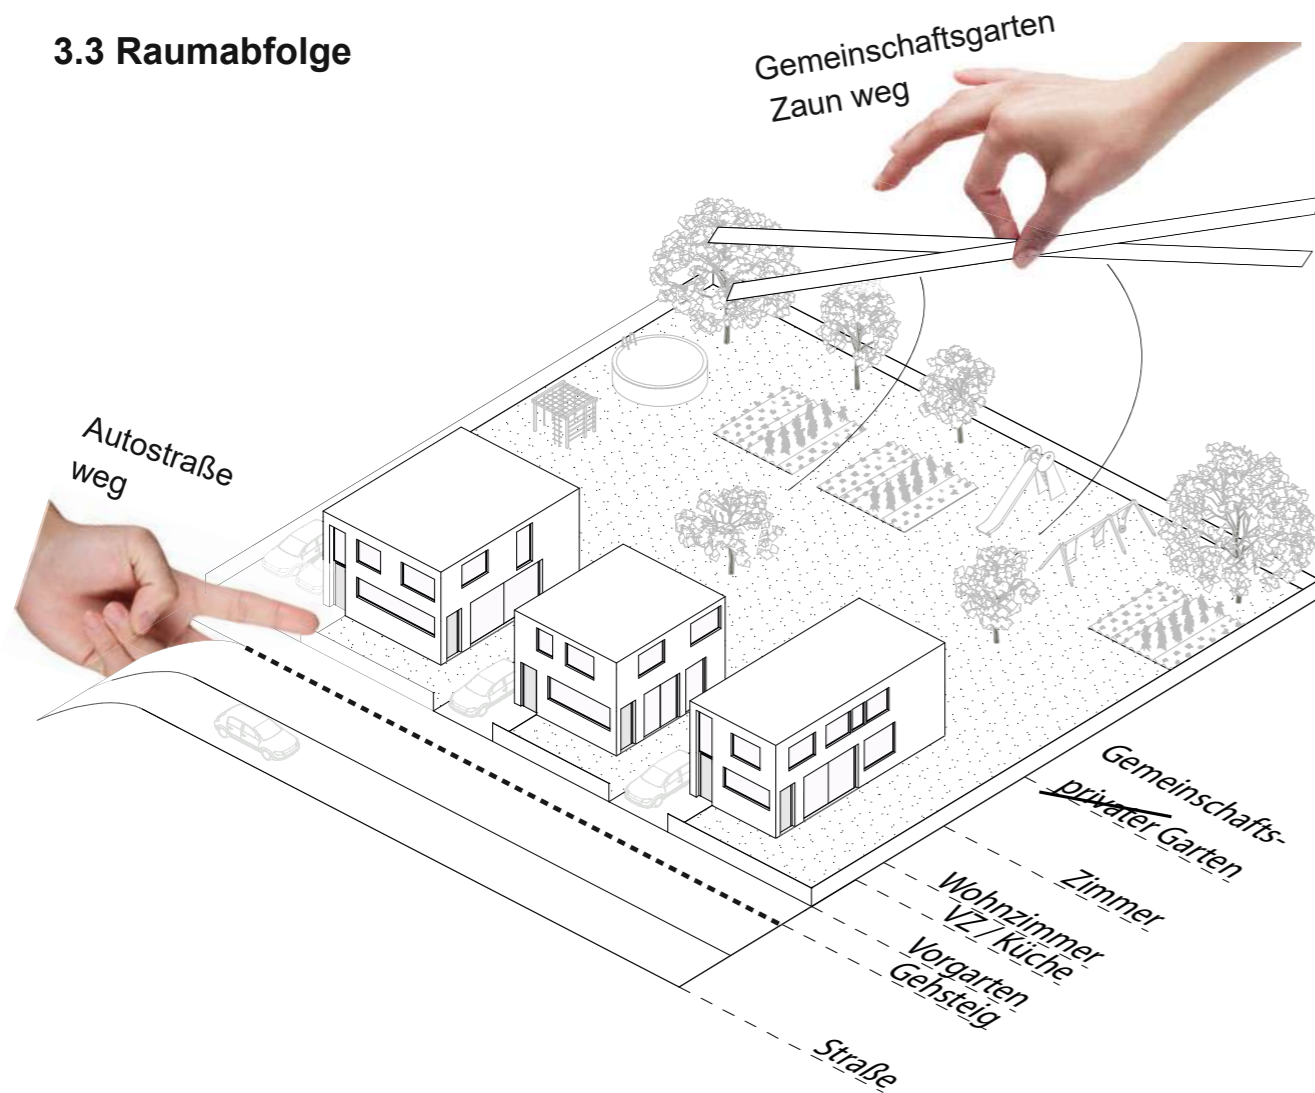 3.3 Raumabfolge
Gemeinschaftsgarten
Zaun weg
Autostraße
weg
Gemeinschafts-
privater Garten
Zimmer
Wohnzimmer
VZ / Küche
Vorgarten
Gehsteig
Straße